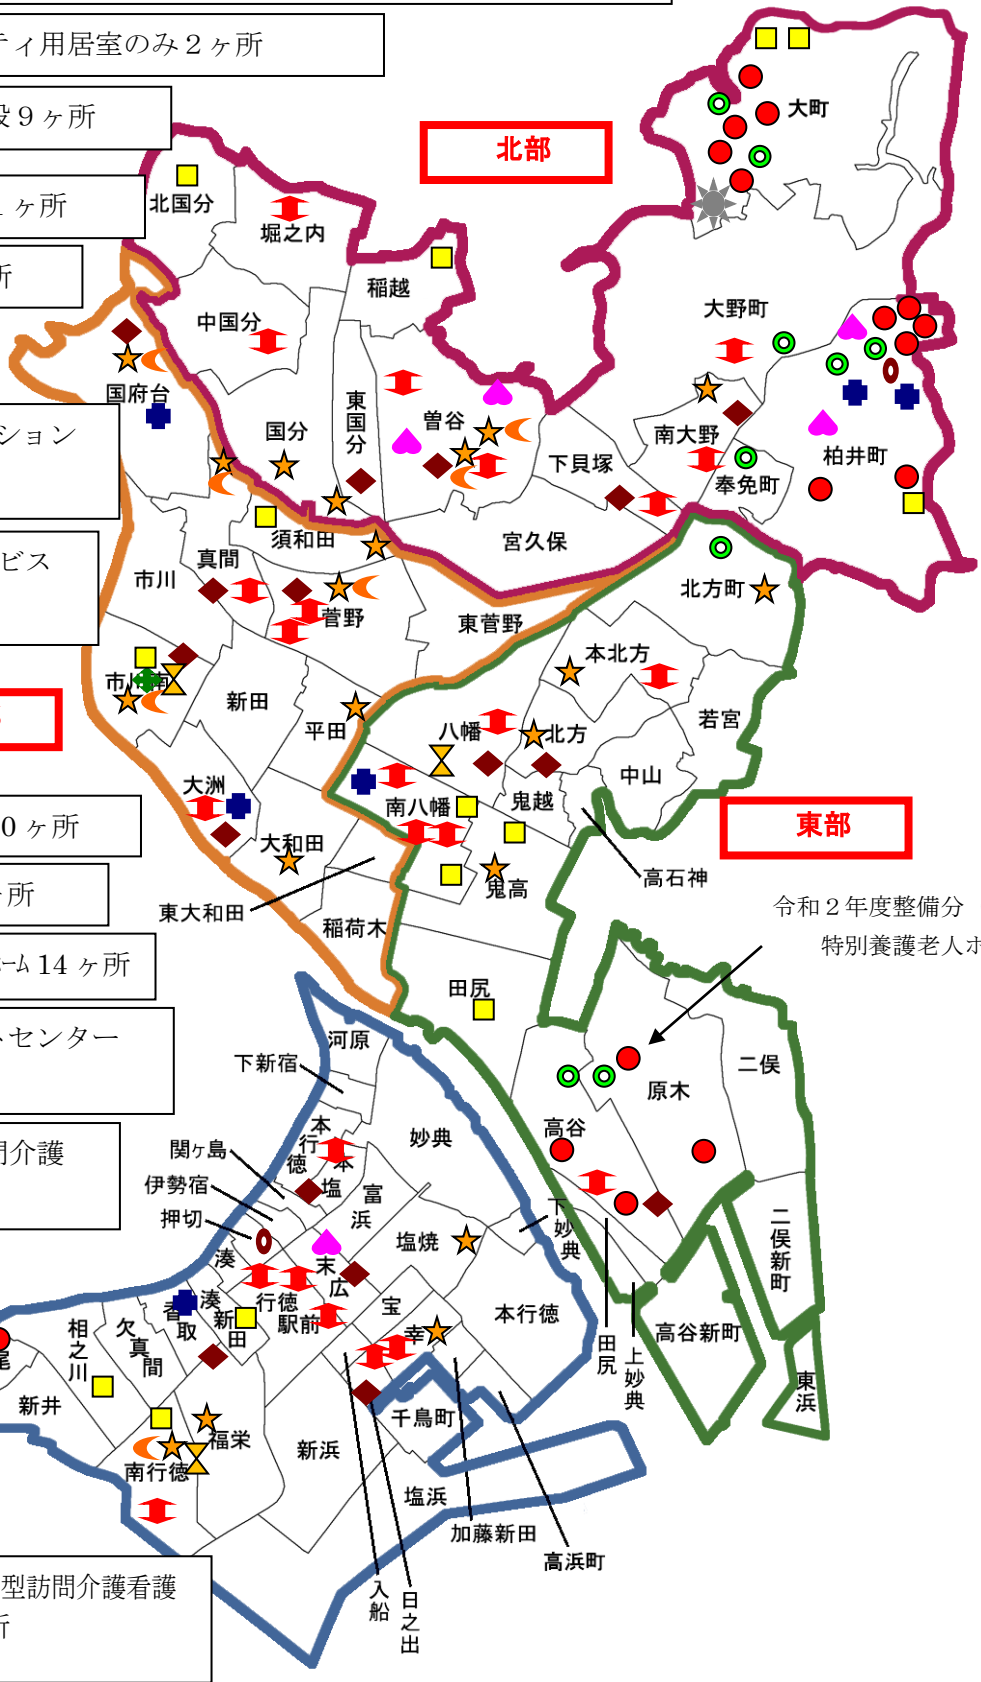 ティ用居室のみ２ヶ所
設９ヶ所
ヶ所
所
ション
ビス
０ヶ所
ヶ所
ホーム 14 ヶ所
トセンター
問介護
型訪問介護看護
所
北部
東部
大町
北国分
堀之内
稲越
中国分
大野町
国府台
国分
東国分
曽谷
下貝塚
南大野
奉免町
柏井町
宮久保
須和田
市川
真間
菅野
東菅野
北方町
本北方
若宮
市川南
新田
平田
八幡
北方
中山
大洲
南八幡
鬼越
大和田
鬼高
高石神
東大和田
稲荷木
令和２年度整備分
特別養護老人ホ
田尻
河原
下新宿
二俣
原木
高谷
妙典
本行徳
本塩
関ヶ島
伊勢宿
押切
富浜
下妙典
塩焼
二俣新町
湊
末広
行徳駅前
宝
本行徳
香取
湊新田
幸
相之川
欠真間
田尻
上妙典
高谷新町
東浜
尾
新井
千鳥町
福栄
新浜
南行徳
塩浜
加藤新田
高浜町
入船
日之出